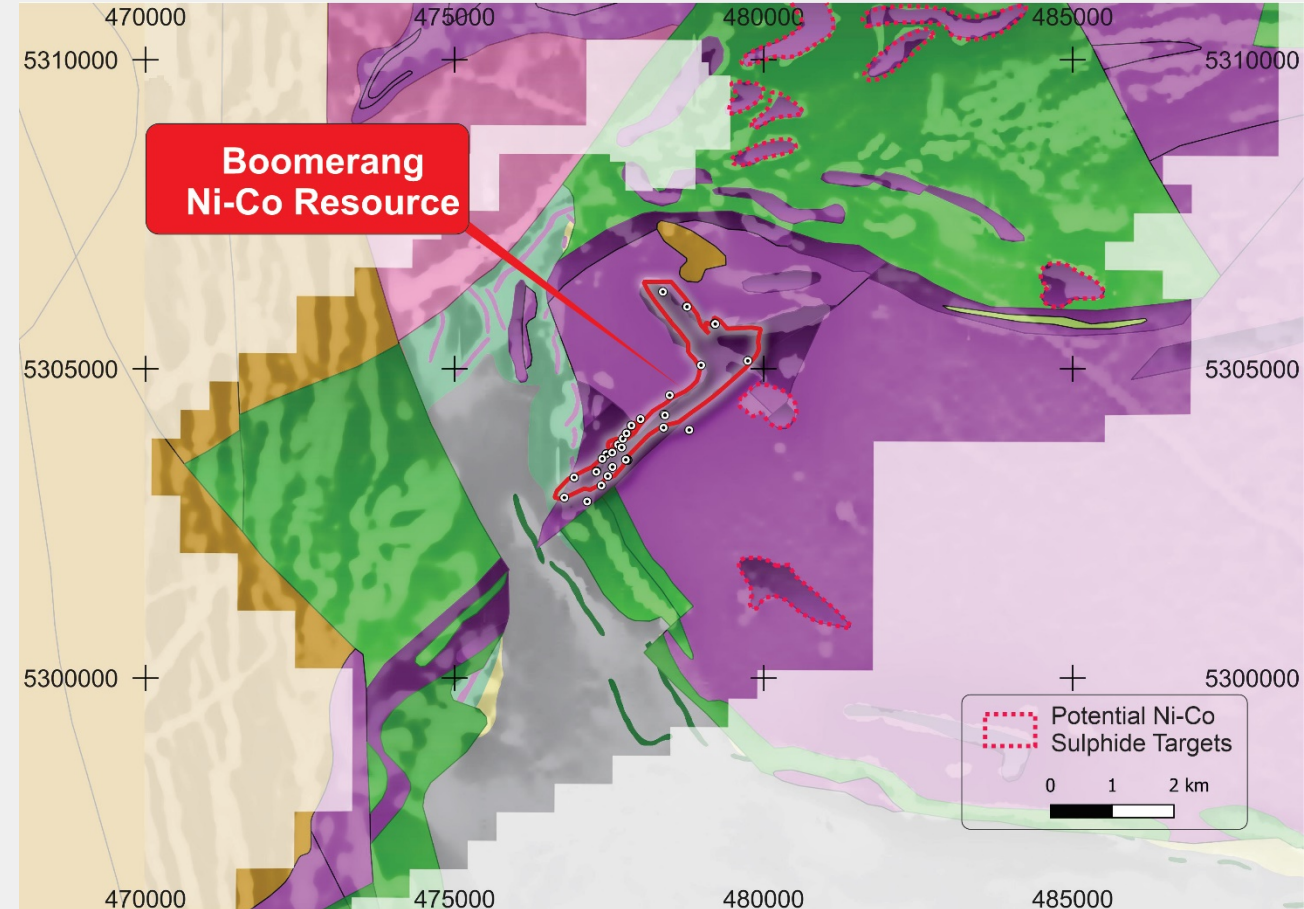 470000 475000 480000 485000
5310000 5310000
Boomerang
Ni-Co Resource
5305000 5305000
5300000 5300000
Potential Ni-Co
Sulphide Targets
0 1 2 km
470000 475000 480000 485000